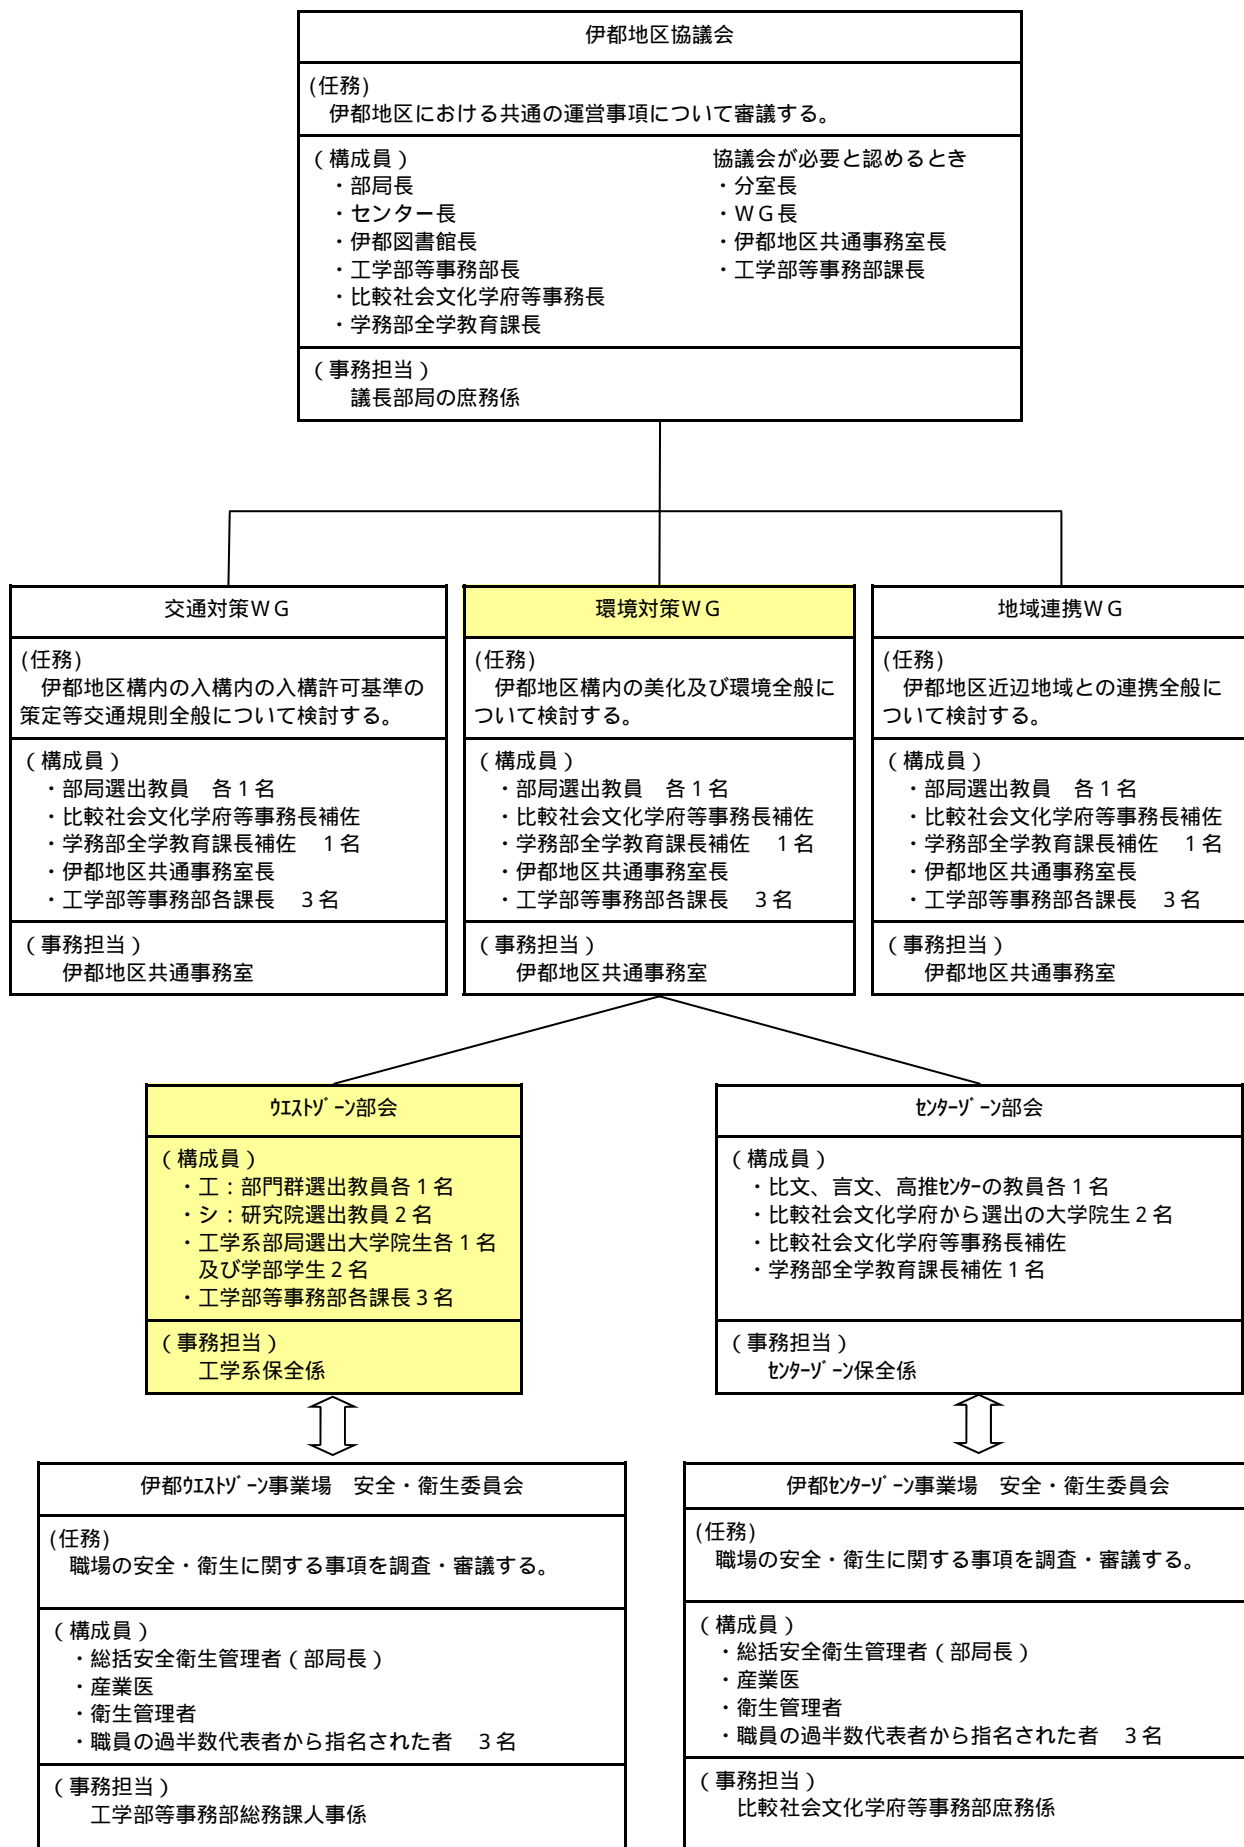 伊都地区協議会
(任務)
伊都地区における共通の運営事項について審議する。
（構成員）
・部局長
・センター長
・伊都図書館長
・工学部等事務部長
・比較社会文化学府等事務長
・学務部全学教育課長
協議会が必要と認めるとき
・分室長
・ＷＧ長
・伊都地区共通事務室長
・工学部等事務部課長
（事務担当）
議長部局の庶務係
交通対策ＷＧ
(任務)
伊都地区構内の入構内の入構許可基準の
策定等交通規則全般について検討する。
（構成員）
・部局選出教員　各１名
・比較社会文化学府等事務長補佐
・学務部全学教育課長補佐　１名
・伊都地区共通事務室長
・工学部等事務部各課長　３名
（事務担当）
伊都地区共通事務室
環境対策ＷＧ
(任務)
伊都地区構内の美化及び環境全般に
ついて検討する。
（構成員）
・部局選出教員　各１名
・比較社会文化学府等事務長補佐
・学務部全学教育課長補佐　１名
・伊都地区共通事務室長
・工学部等事務部各課長　３名
（事務担当）
伊都地区共通事務室
地域連携ＷＧ
(任務)
伊都地区近辺地域との連携全般に
ついて検討する。
（構成員）
・部局選出教員　各１名
・比較社会文化学府等事務長補佐
・学務部全学教育課長補佐　１名
・伊都地区共通事務室長
・工学部等事務部各課長　３名
（事務担当）
伊都地区共通事務室
ｳｴｽﾄｿﾞｰﾝ部会
（構成員）
・工：部門群選出教員各１名
・シ：研究院選出教員２名
・工学系部局選出大学院生各１名
及び学部学生２名
・工学部等事務部各課長３名
（事務担当）
工学系保全係
ｾﾝﾀｰｿﾞｰﾝ部会
（構成員）
・比文、言文、高推ｾﾝﾀｰの教員各１名
・比較社会文化学府から選出の大学院生２名
・比較社会文化学府等事務長補佐
・学務部全学教育課長補佐１名
（事務担当）
ｾﾝﾀｰｿﾞｰﾝ保全係
伊都ｳｴｽﾄｿﾞｰﾝ事業場　安全・衛生委員会
(任務)
職場の安全・衛生に関する事項を調査・審議する。
（構成員）
・総括安全衛生管理者（部局長）
・産業医
・衛生管理者
・職員の過半数代表者から指名された者　３名
（事務担当）
工学部等事務部総務課人事係
伊都ｾﾝﾀｰｿﾞｰﾝ事業場　安全・衛生委員会
(任務)
職場の安全・衛生に関する事項を調査・審議する。
（構成員）
・総括安全衛生管理者（部局長）
・産業医
・衛生管理者
・職員の過半数代表者から指名された者　３名
（事務担当）
比較社会文化学府等事務部庶務係